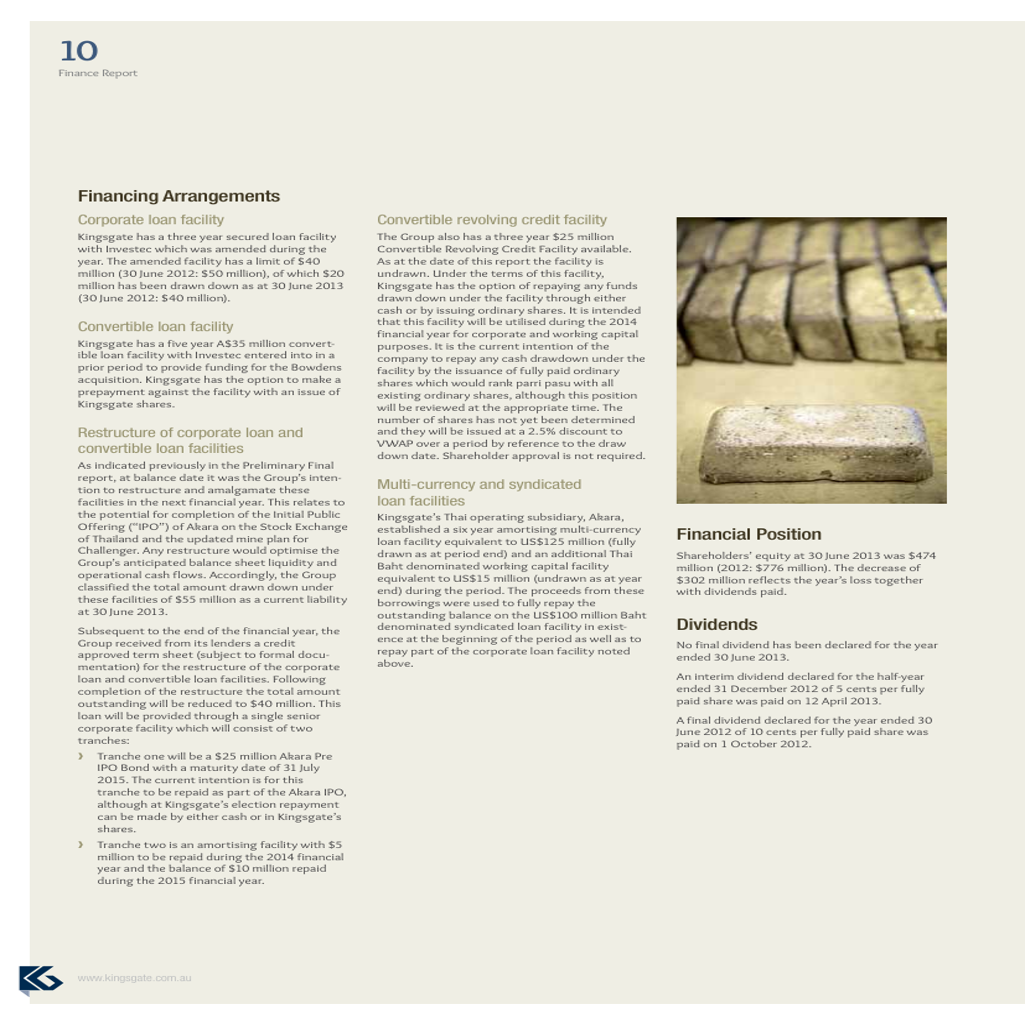 10
Finance Report
Financing Arrangements
Corporate loan facility
Kingsgate has a three year secured loan facility
with Investec which was amended during the
year. The amended facility has a limit of $40
million (30 June 2012: $50 million), of which $20
million has been drawn down as at 30 June 2013
(30 June 2012: $40 million).
Convertible loan facility
Kingsgate has a five year A$35 million convert-
ible loan facility with Investec entered into in a
prior period to provide funding for the Bowdens
acquisition. Kingsgate has the option to make a
prepayment against the facility with an issue of
Kingsgate shares.
Restructure of corporate loan and
convertible loan facilities
As indicated previously in the Preliminary Final
report, at balance date it was the Group's inten-
tion to restructure and amalgamate these
facilities in the next financial year. This relates to
the potential for completion of the Initial Public
Offering ("IPO") of Akara on the Stock Exchange
of Thailand and the updated mine plan for
Challenger. Any restructure would optimise the
Group's anticipated balance sheet liquidity and
operational cash flows. Accordingly, the Group
classified the total amount drawn down under
these facilities of $55 million as a current liability
at 30 June 2013.
Subsequent to the end of the financial year, the
Group received from its lenders a credit
approved term sheet (subject to formal docu-
mentation) for the restructure of the corporate
loan and convertible loan facilities. Following
completion of the restructure the total amount
outstanding will be reduced to $40 million. This
loan will be provided through a single senior
corporate facility which will consist of two
tranches:
› Tranche one will be a $25 million Akara Pre
IPO Bond with a maturity date of 31 July
2015. The current intention is for this
tranche to be repaid as part of the Akara IPO,
although at Kingsgate's election repayment
can be made by either cash or in Kingsgate's
shares.
› Tranche two is an amortising facility with $5
million to be repaid during the 2014 financial
year and the balance of $10 million repaid
during the 2015 financial year.
Convertible revolving credit facility
The Group also has a three year $25 million
Convertible Revolving Credit Facility available.
As at the date of this report the facility is
undrawn. Under the terms of this facility,
Kingsgate has the option of repaying any funds
drawn down under the facility through either
cash or by issuing ordinary shares. It is intended
that this facility will be utilised during the 2014
financial year for corporate and working capital
purposes. It is the current intention of the
company to repay any cash drawdown under the
facility by the issuance of fully paid ordinary
shares which would rank parri pasu with all
existing ordinary shares, although this position
will be reviewed at the appropriate time. The
number of shares has not yet been determined
and they will be issued at a 2.5% discount to
VWAP over a period by reference to the draw
down date. Shareholder approval is not required.
Multi-currency and syndicated
loan facilities
Kingsgate's Thai operating subsidiary, Akara,
established a six year amortising multi-currency
loan facility equivalent to US$125 million (fully
drawn as at period end) and an additional Thai
Baht denominated working capital facility
equivalent to US$15 million (undrawn as at year
end) during the period. The proceeds from these
borrowings were used to fully repay the
outstanding balance on the US$100 million Baht
denominated syndicated loan facility in exist-
ence at the beginning of the period as well as to
repay part of the corporate loan facility noted
above.
Financial Position
Shareholders' equity at 30 June 2013 was $474
million (2012: $776 million). The decrease of
$302 million reflects the year's loss together
with dividends paid.
Dividends
No final dividend has been declared for the year
ended 30 June 2013.
An interim dividend declared for the half-year
ended 31 December 2012 of 5 cents per fully
paid share was paid on 12 April 2013.
A final dividend declared for the year ended 30
June 2012 of 10 cents per fully paid share was
paid on 1 October 2012.
www.kingsgate.com.au